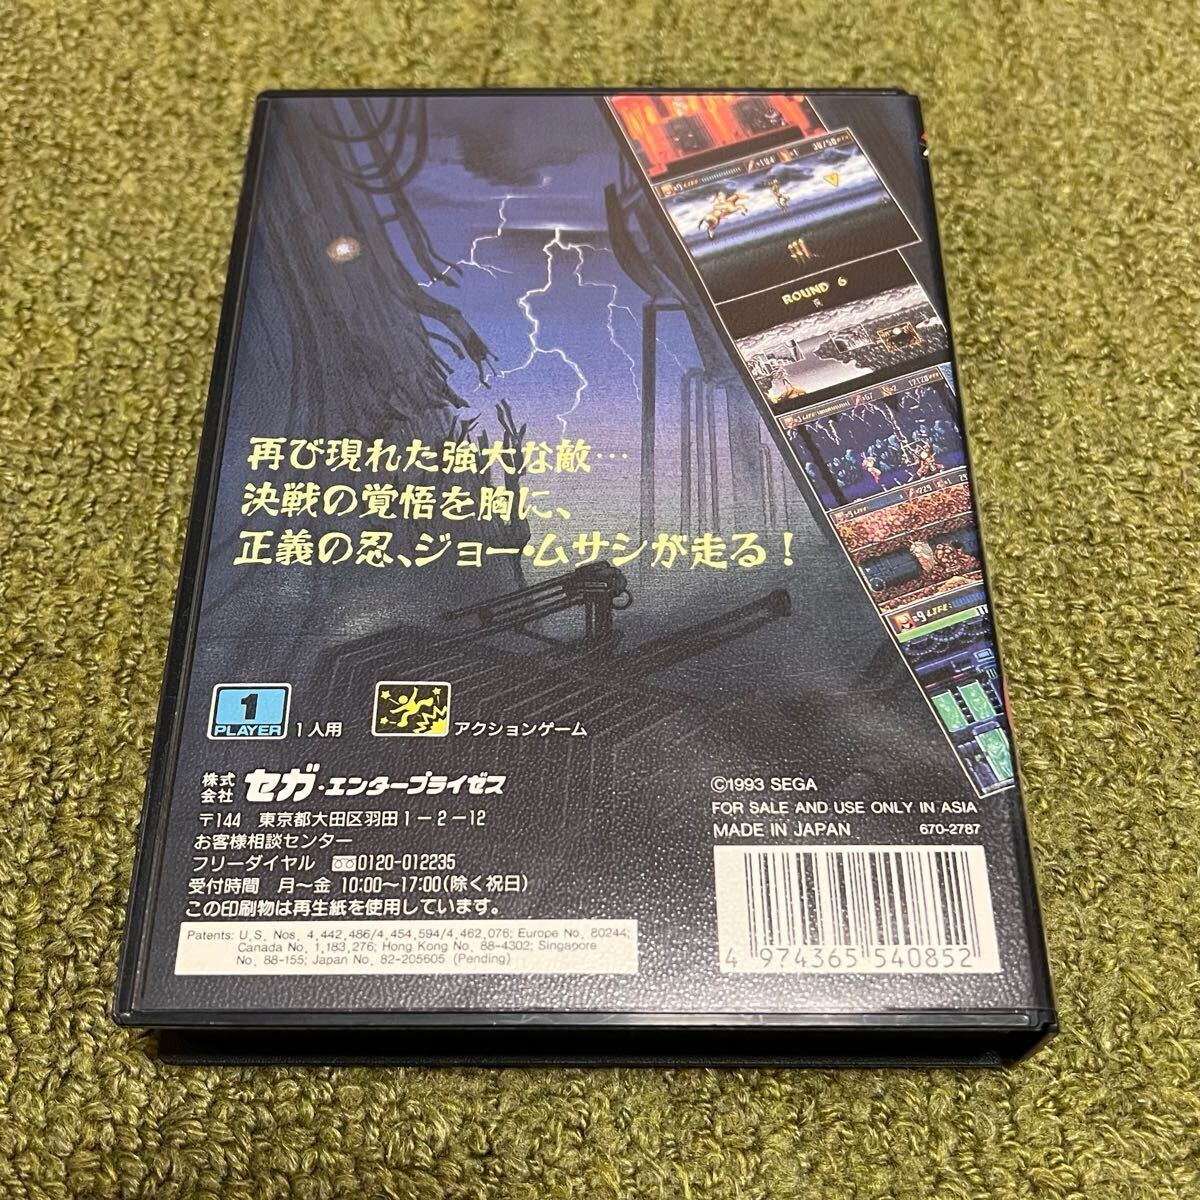 再び現れた強大な敵…
決戦の覚悟を胸に、
正義の忍、ジョー・ムサシが走る！
ROUND 6
1
PLAYER
1人用
アクションゲーム
株式会社 セガ・エンタープライゼス
〒144 東京都大田区羽田1-2-12
お客様相談センター
フリーダイヤル 0120-012235
受付時間 月～金 10:00～17:00(除く祝日)
この印刷物は再生紙を使用しています。
Patents: U.S. Nos. 4,442,486/4,454,594/4,462,076; Europe No. 80244;
Canada No. 1,183,276; Hong Kong No. 88-4302; Singapore
No. 88-155; Japan No. 82-205605 (Pending)
©1993 SEGA
FOR SALE AND USE ONLY IN ASIA
MADE IN JAPAN 670-2787
4 974365 540852